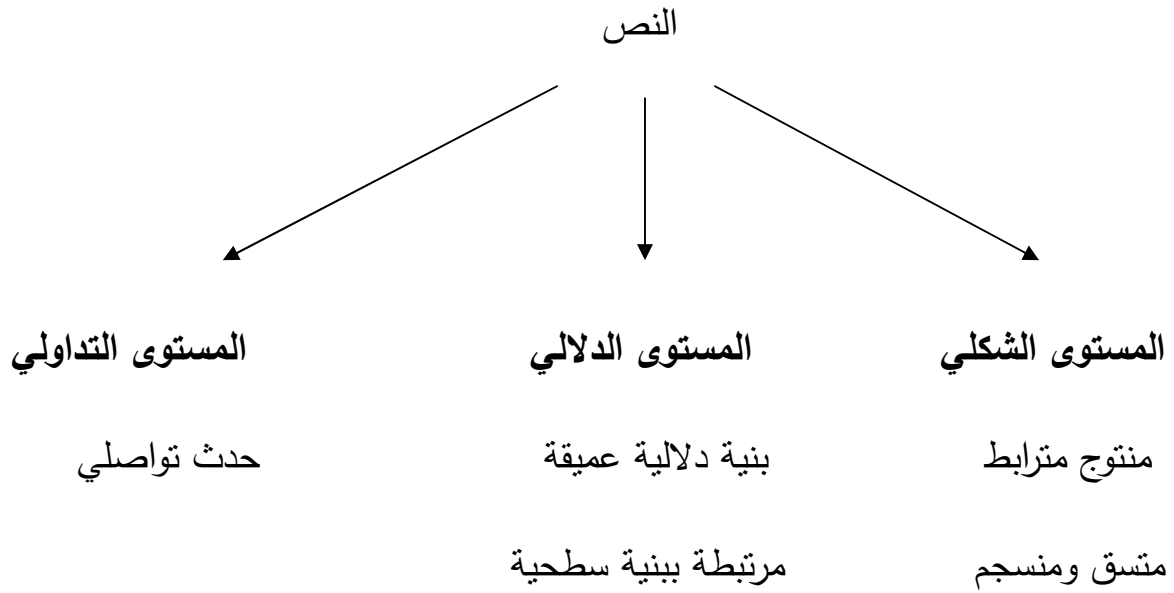 النص
المستوى الشكلي المستوى الدلالي المستوى التداولي
منتوج مترابط بنية دلالية عميقة حدث تواصلي
متسق ومنسجم مرتبطة ببنية سطحية